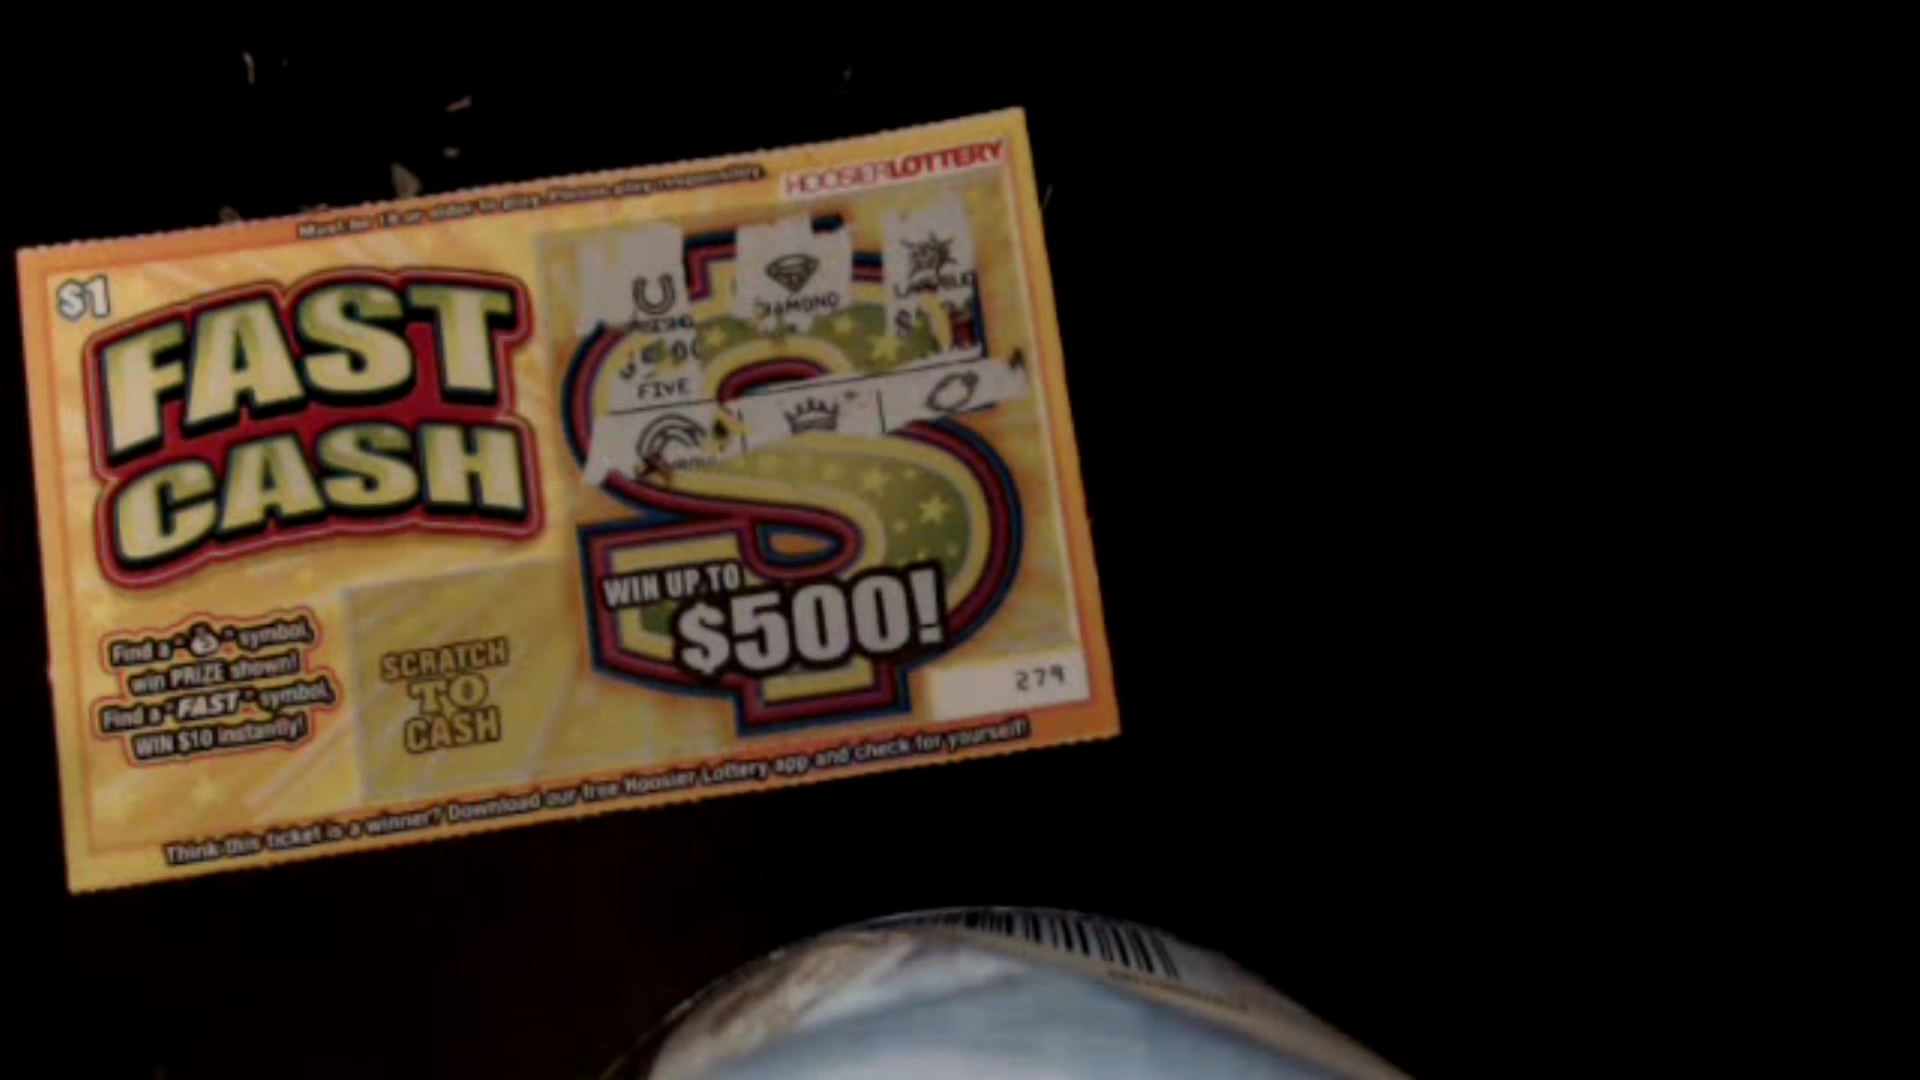 Must be 18 or older to play. Please play responsibly.
HOOSIERLOTTERY
$1
FAST
CASH
DIAMOND
FIVE
WIN UP TO
$500!
Find a " " symbol,
win PRIZE shown!
Find a "FAST" symbol,
WIN $10 instantly!
SCRATCH
TO
CASH
279
Think this ticket is a winner? Download our free Hoosier Lottery app and check for yourself!